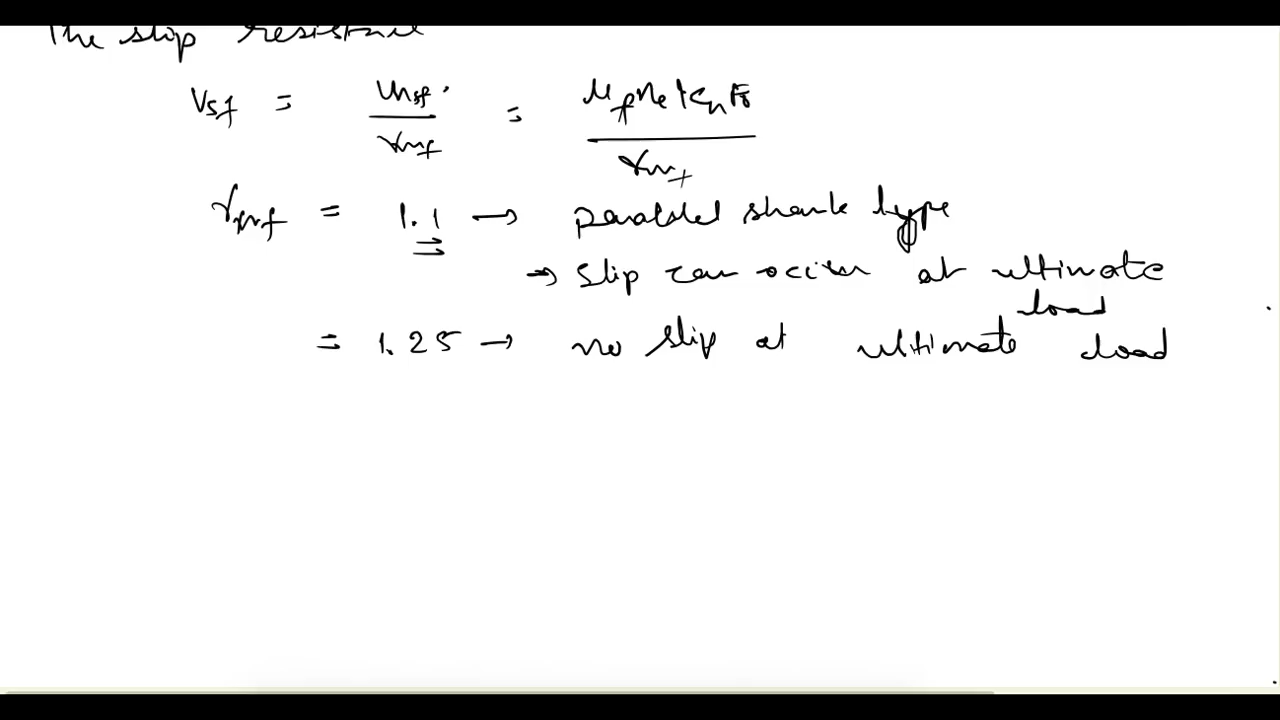 The slip resistance
Vsf = Vnsf / γmf = μf ne Kh Fo / γmf
γmf = 1.1 → parallel shank type
→ slip can occur at ultimate load
= 1.25 → no slip at ultimate load